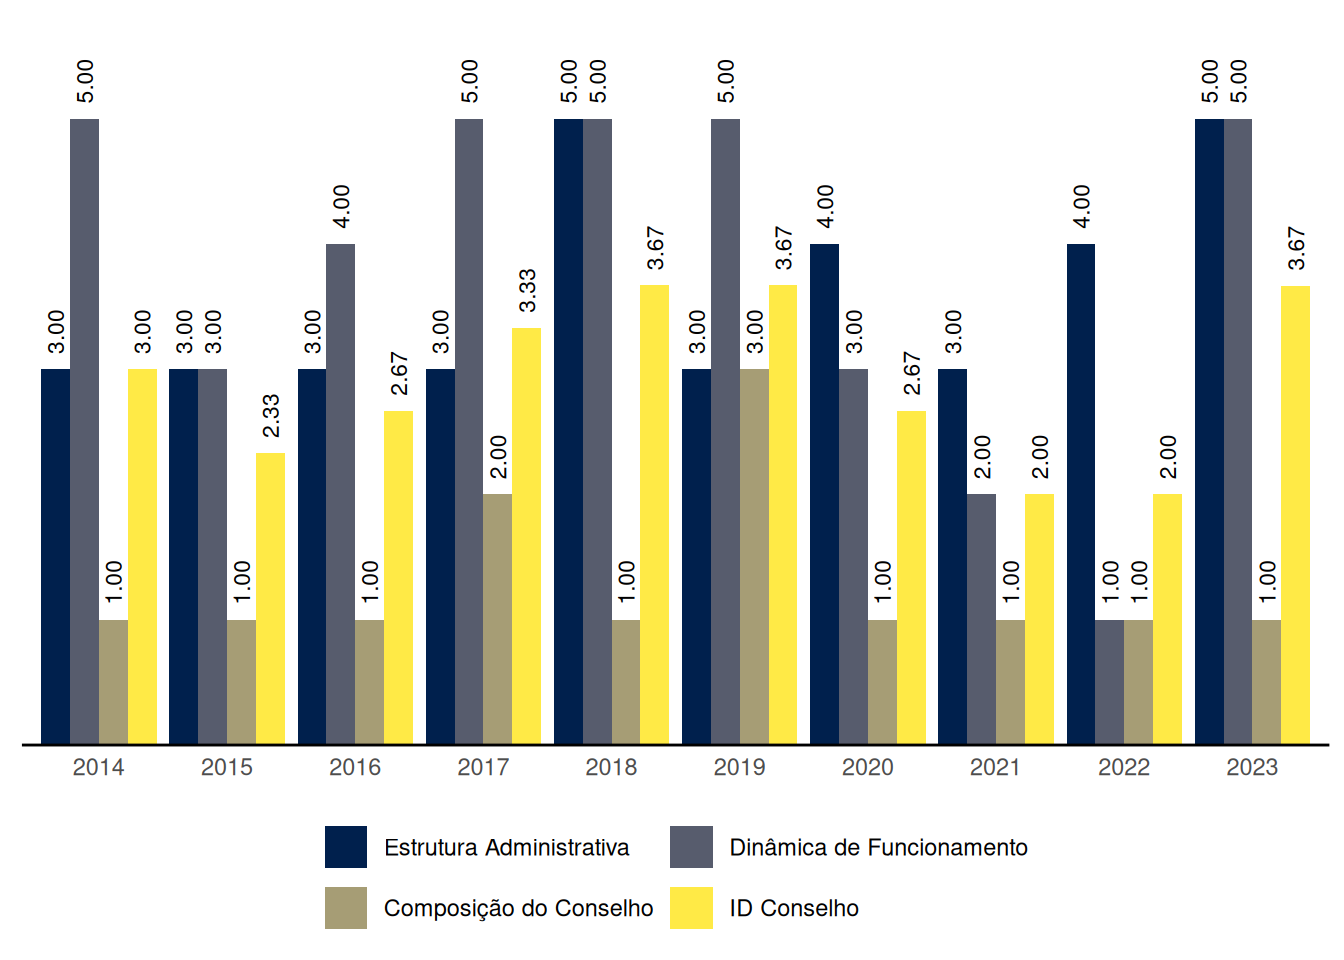 3.00 5.00 1.00 3.00 3.00 3.00 1.00 2.33 3.00 4.00 1.00 2.67 3.00 5.00 2.00 3.33 5.00 5.00 1.00 3.67 3.00 5.00 3.00 3.67 4.00 3.00 1.00 2.67 3.00 2.00 1.00 2.00 4.00 1.00 1.00 2.00 5.00 5.00 1.00 3.67
2014 2015 2016 2017 2018 2019 2020 2021 2022 2023
Estrutura Administrativa Dinâmica de Funcionamento
Composição do Conselho ID Conselho